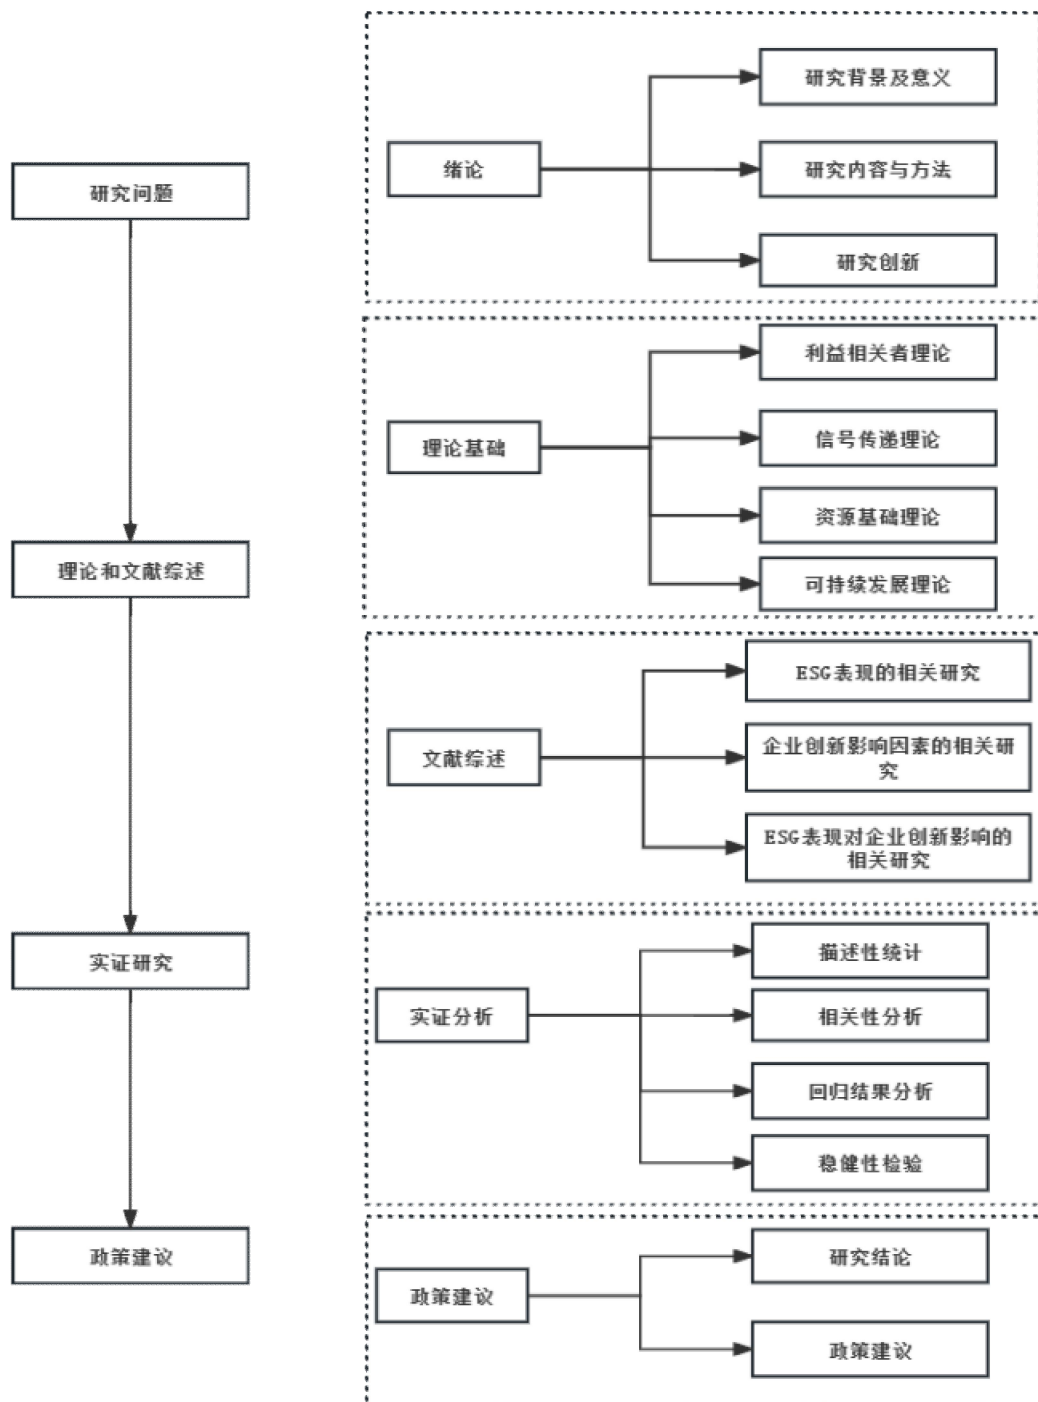 研究问题
理论和文献综述
实证研究
政策建议
绪论
研究背景及意义
研究内容与方法
研究创新
理论基础
利益相关者理论
信号传递理论
资源基础理论
可持续发展理论
文献综述
ESG表现的相关研究
企业创新影响因素的相关研
究
ESG表现对企业创新影响的
相关研究
实证分析
描述性统计
相关性分析
回归结果分析
稳健性检验
政策建议
研究结论
政策建议